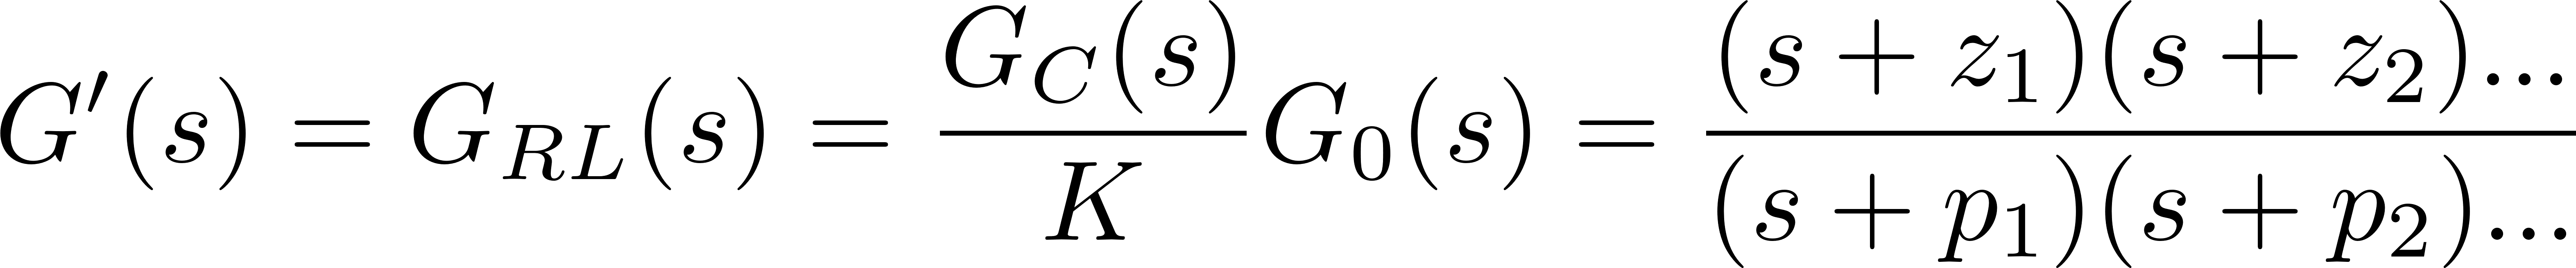 G′(s) = G_{RL}(s) = \frac{G_C(s)}{K} G_0(s) = \frac{(s + z_1)(s + z_2)...}{(s + p_1)(s + p_2)...}